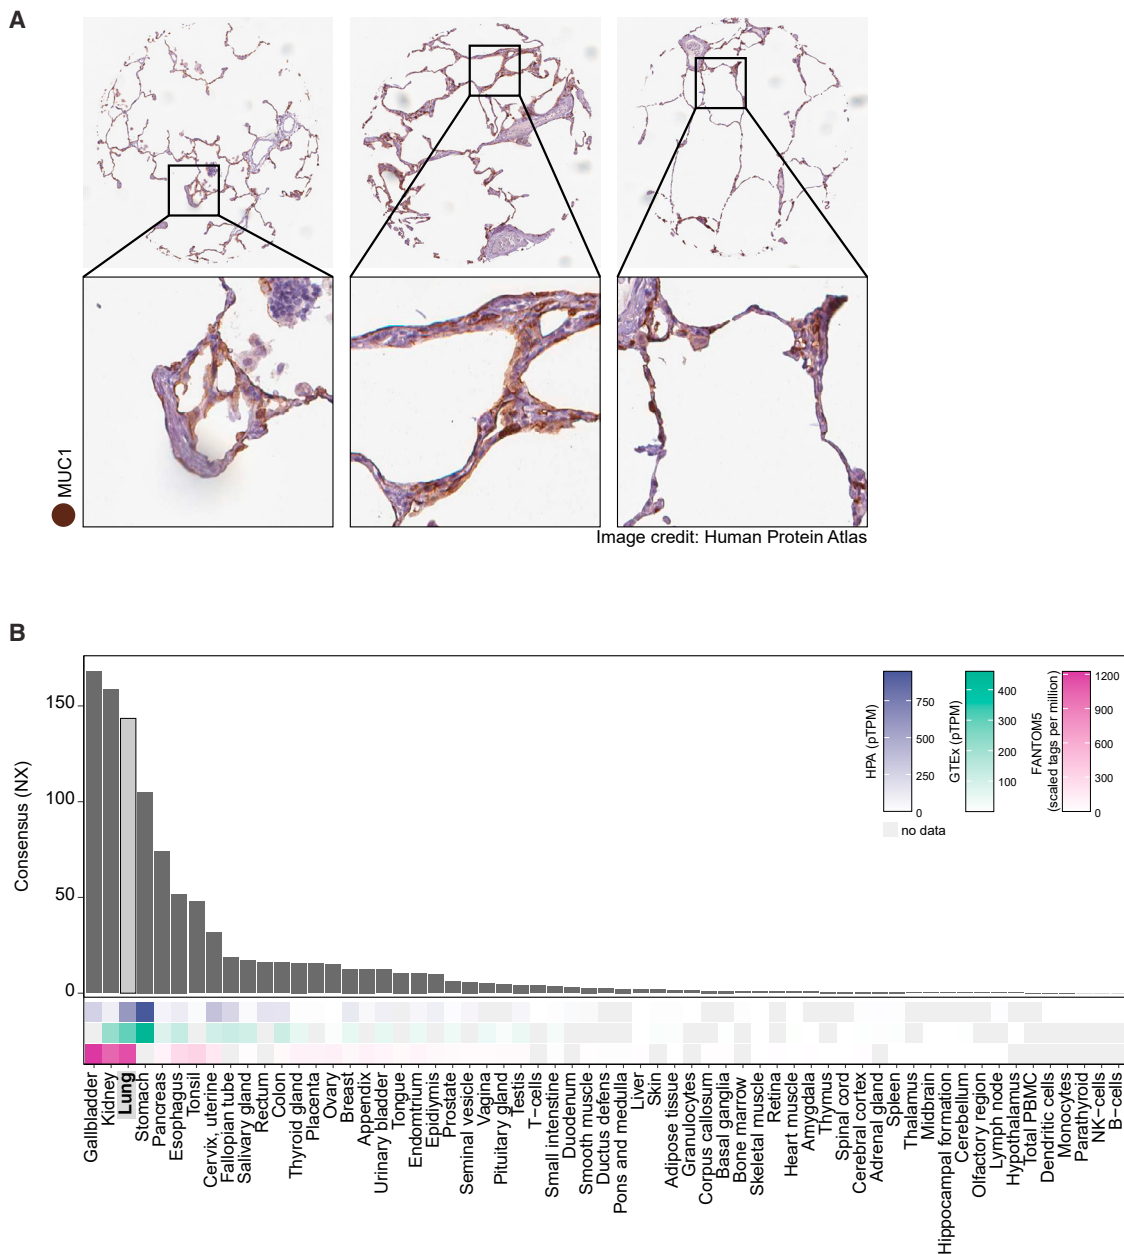 A
MUC1
Image credit: Human Protein Atlas
B
Consensus (NX)
150
100
50
0
HPA (pTPM)
750
500
250
0
GTEx (pTPM)
400
300
200
100
FANTOM5
(scaled tags per million)
1200
900
600
300
0
no data
Gallbladder
Kidney
Lung
Stomach
Pancreas
Esophagus
Tonsil
Cervix, uterine
Fallopian tube
Salivary gland
Rectum
Colon
Thyroid gland
Placenta
Ovary
Breast
Appendix
Urinary bladder
Tongue
Endomtrium
Epidiymis
Prostate
Seminal vesicle
Vagina
Pituitary gland
Testis
T-cells
Small intestine
Duodenum
Smooth muscle
Ductus defens
Pons and medulla
Liver
Skin
Adipose tissue
Granulocytes
Corpus callosum
Basal ganglia
Bone marrow
Skeletal muscle
Retina
Heart muscle
Amygdala
Thymus
Spinal cord
Cerebral cortex
Adrenal gland
Spleen
Thalamus
Midbrain
Hippocampal formation
Cerebellum
Olfactory region
Lymph node
Hypothalamus
Total PBMC
Dendritic cells
Monocytes
Parathyroid
NK-cells
B-cells